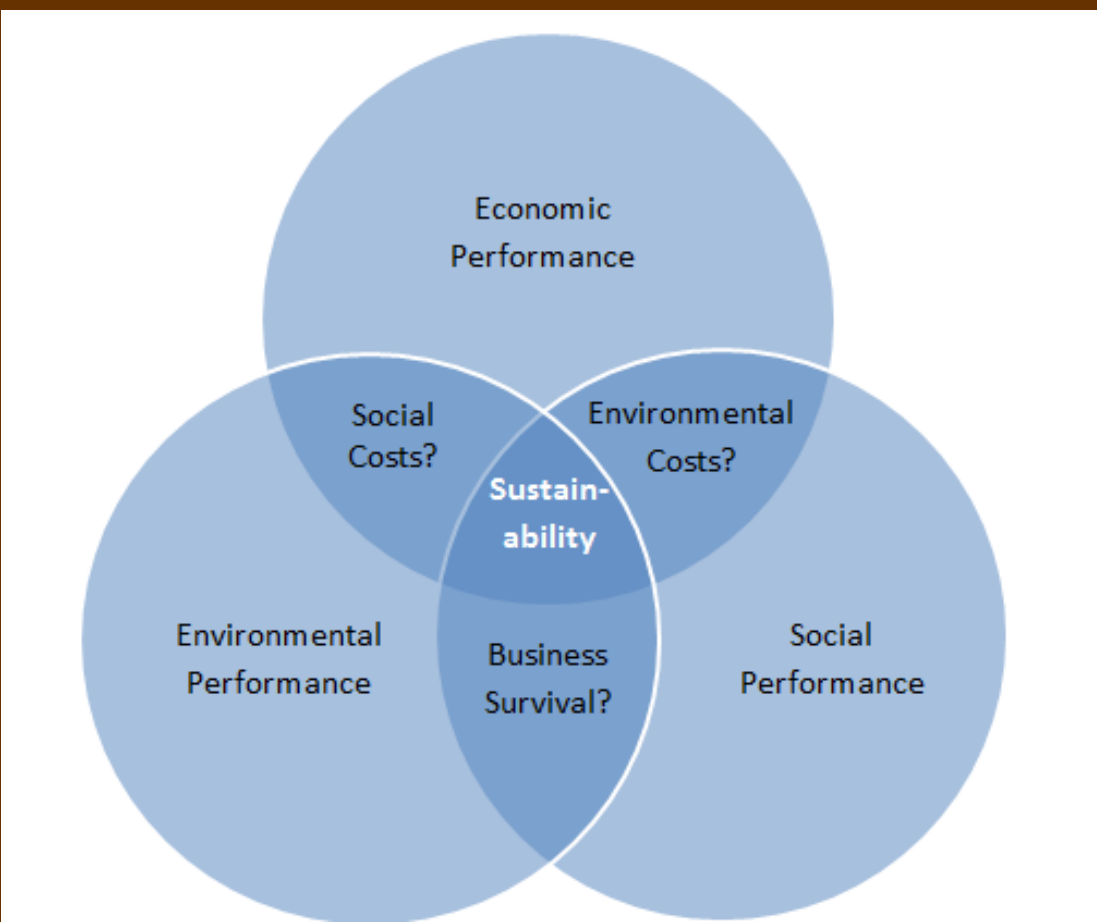 Economic
Performance
Social
Costs?
Environmental
Costs?
Sustain-
ability
Environmental
Performance
Business
Survival?
Social
Performance